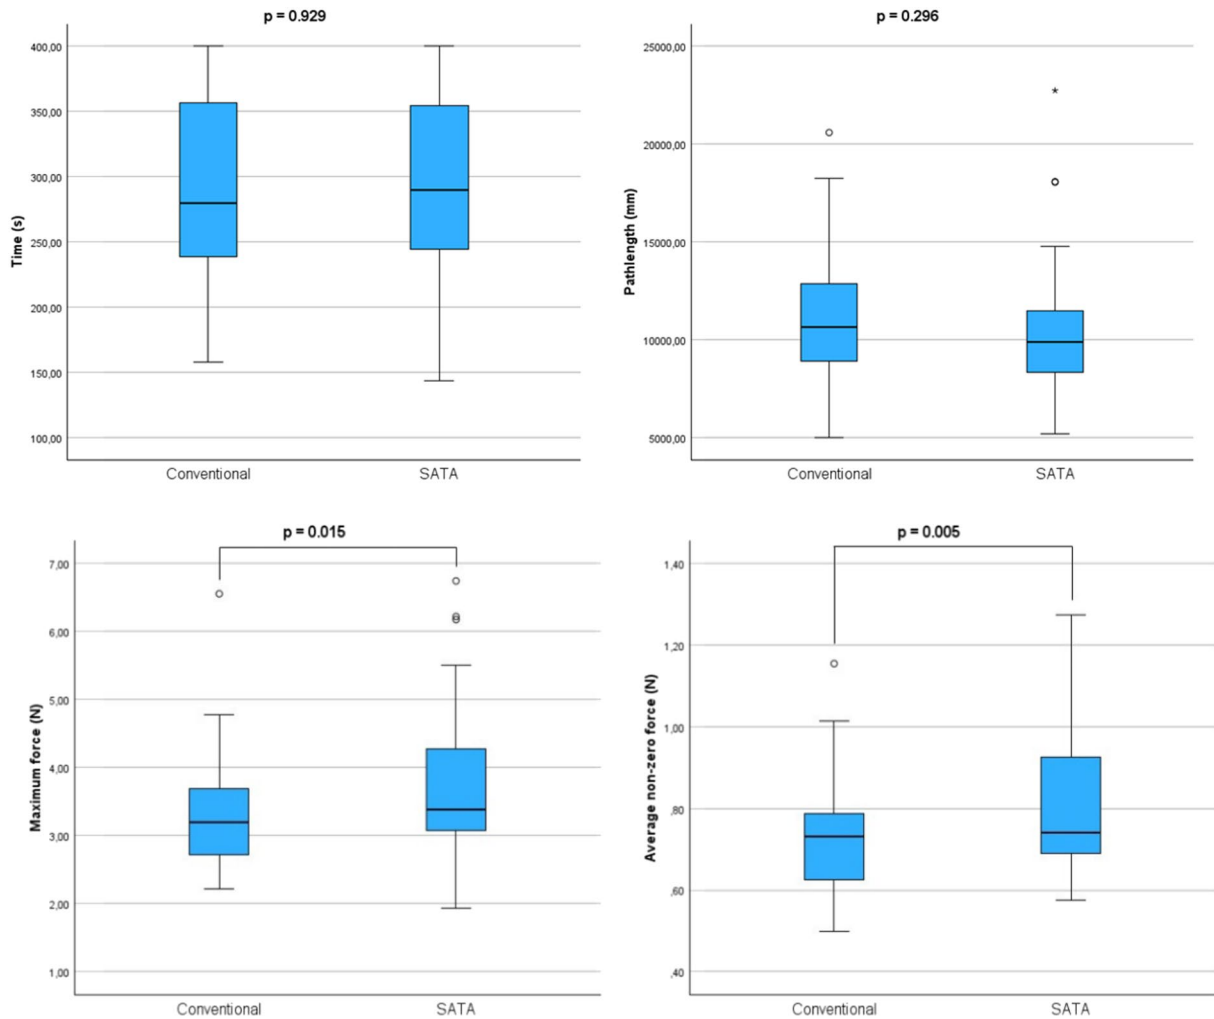 p = 0.929
Time (s)
400,00
350,00
300,00
250,00
200,00
150,00
100,00
Conventional SATA
p = 0.296
Pathlength (mm)
25000,00
20000,00
15000,00
10000,00
5000,00
Conventional SATA
p = 0.015
Maximum force (N)
7,00
6,00
5,00
4,00
3,00
2,00
1,00
Conventional SATA
p = 0.005
Average non-zero force (N)
1,40
1,20
1,00
,80
,60
,40
Conventional SATA